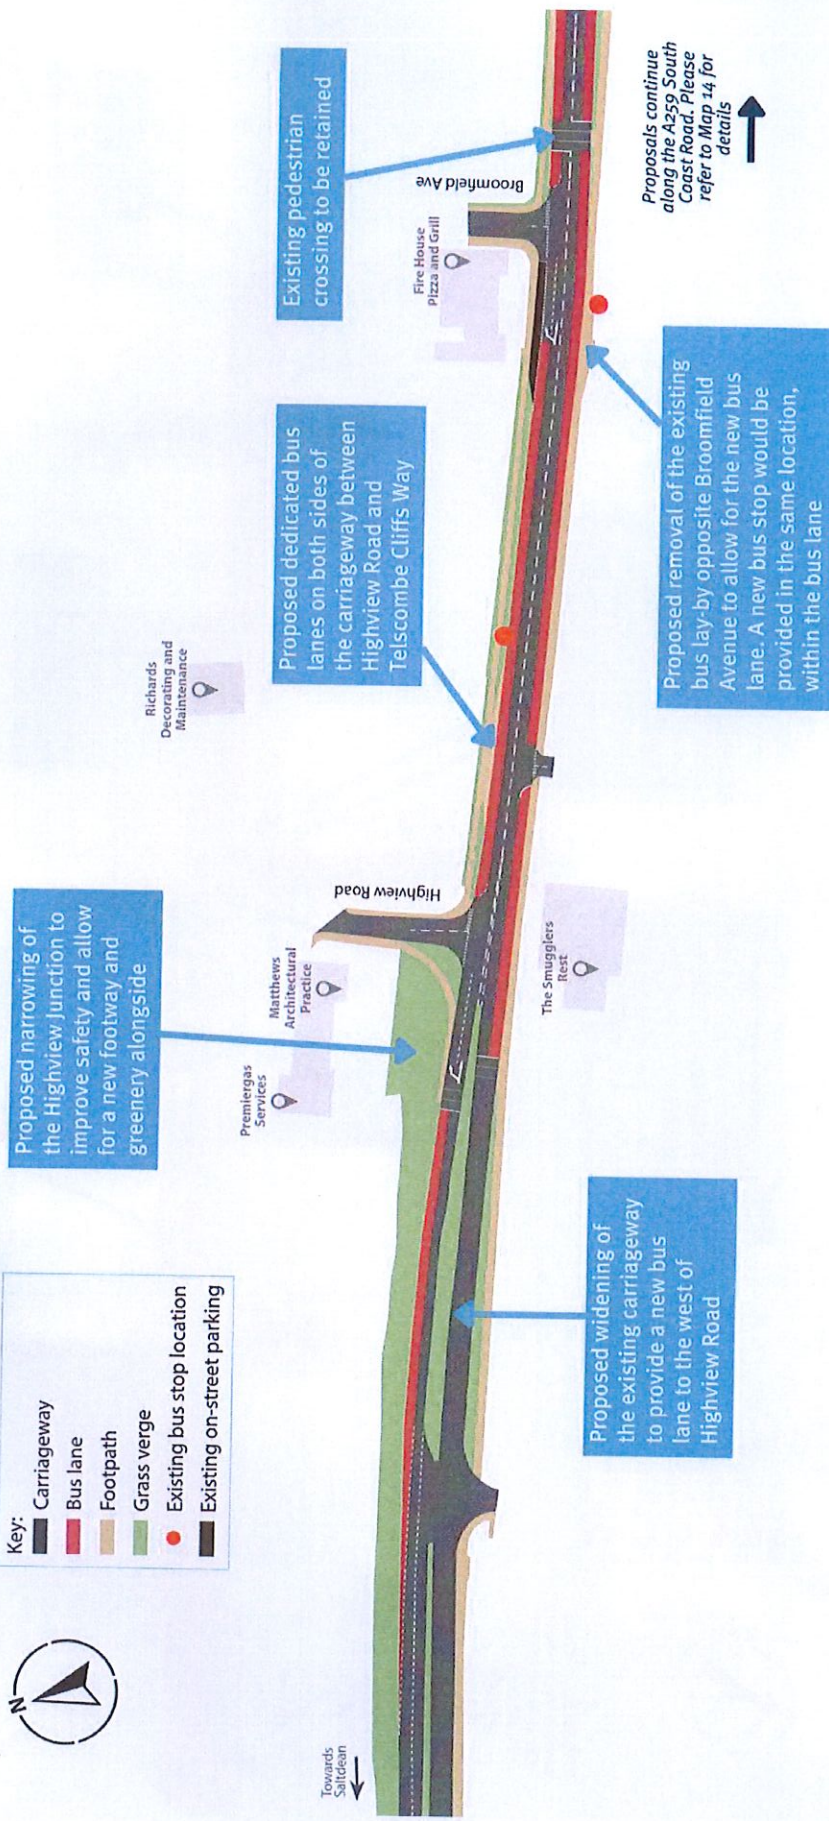 N
Key:
Carriageway
Bus lane
Footpath
Grass verge
Existing bus stop location
Existing on-street parking
Towards
Saltdean
Proposed narrowing of
the Highview Junction to
improve safety and allow
for a new footway and
greenery alongside
Premiergas
Services
Matthews
Architectural
Practice
Highview Road
Richards
Decorating and
Maintenance
Proposed dedicated bus
lanes on both sides of
the carriageway between
Highview Road and
Telscombe Cliffs Way
Existing pedestrian
crossing to be retained
Fire House
Pizza and Grill
Broomfield Ave
Proposed widening of
the existing carriageway
to provide a new bus
lane to the west of
Highview Road
The Smugglers
Rest
Proposed removal of the existing
bus lay-by opposite Broomfield
Avenue to allow for the new bus
lane. A new bus stop would be
provided in the same location,
within the bus lane
Proposals continue
along the A259 South
Coast Road. Please
refer to Map 14 for
details